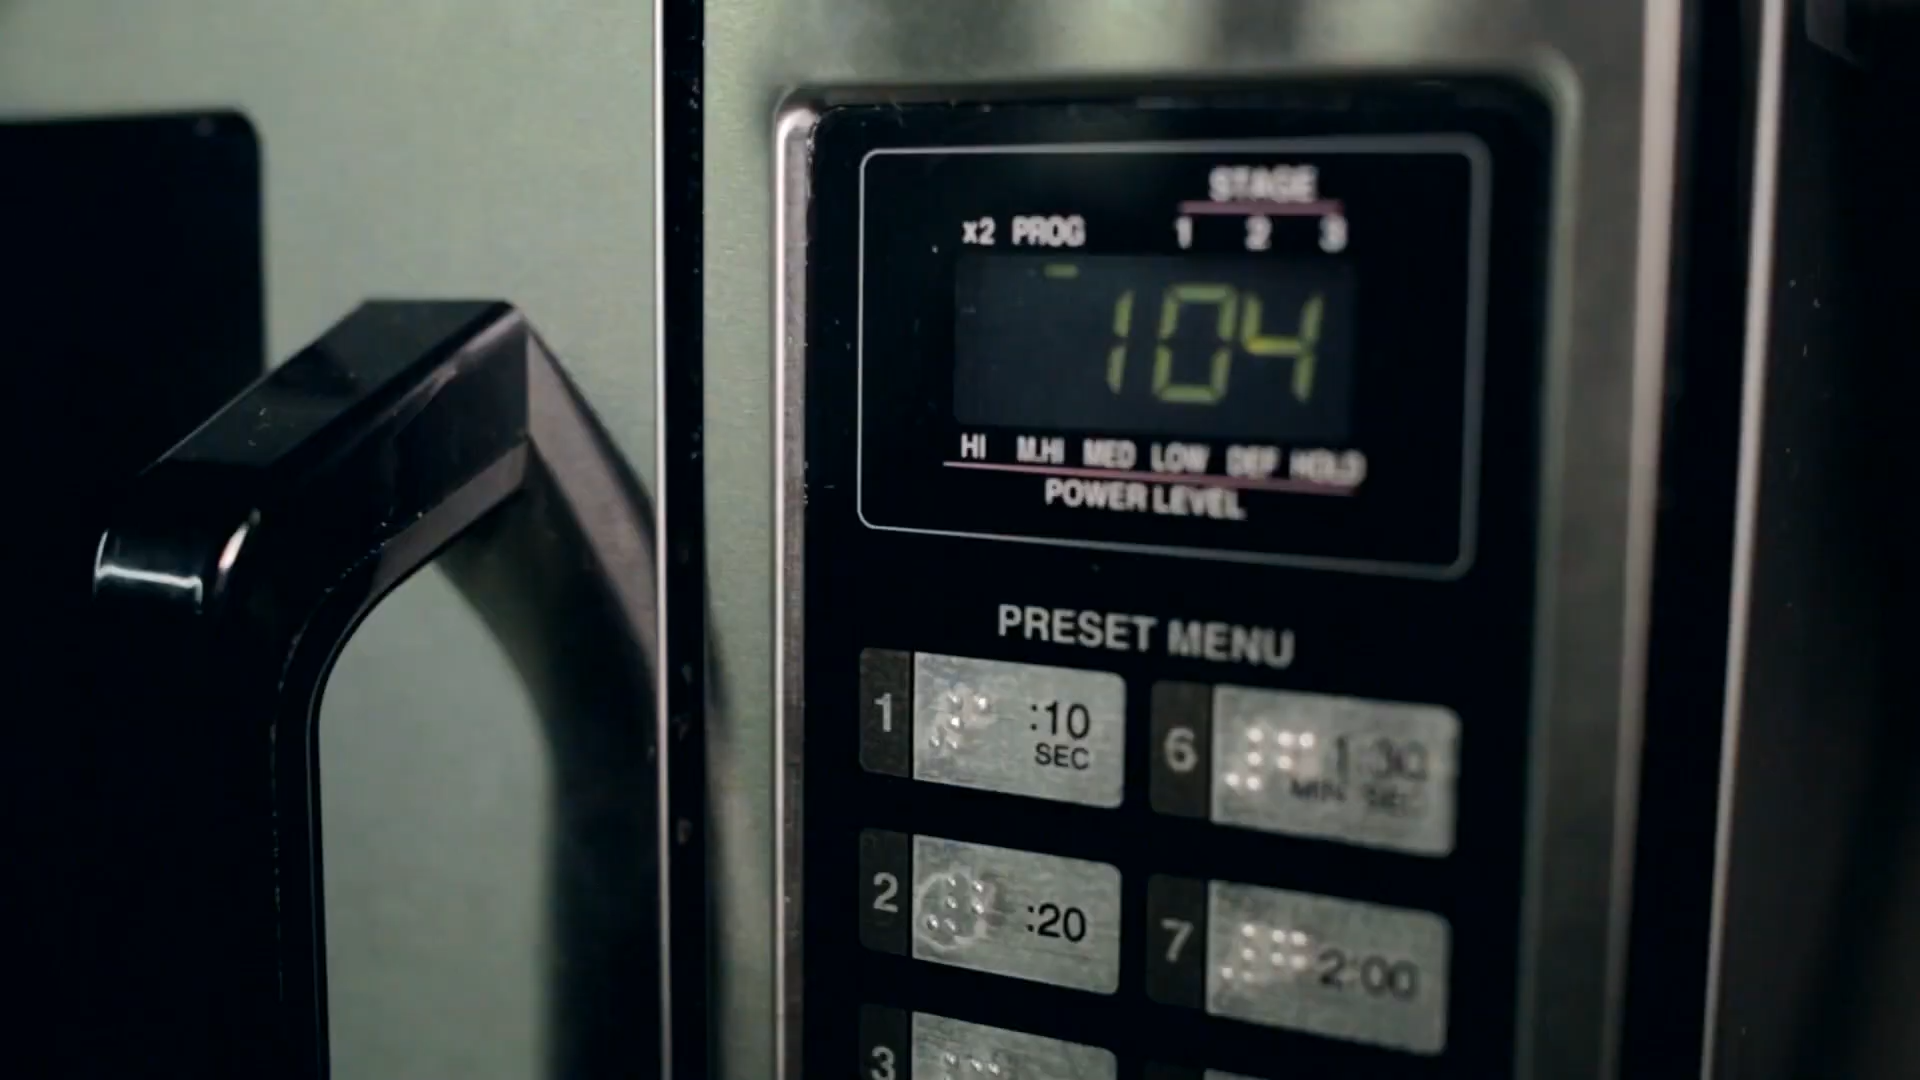 STAGE
x2 PROG 1 2 3
104
HI M.HI MED LOW DEF HOLD
POWER LEVEL
PRESET MENU
1 :10 SEC
6 1:30 MIN SEC
2 :20
7 2:00
3